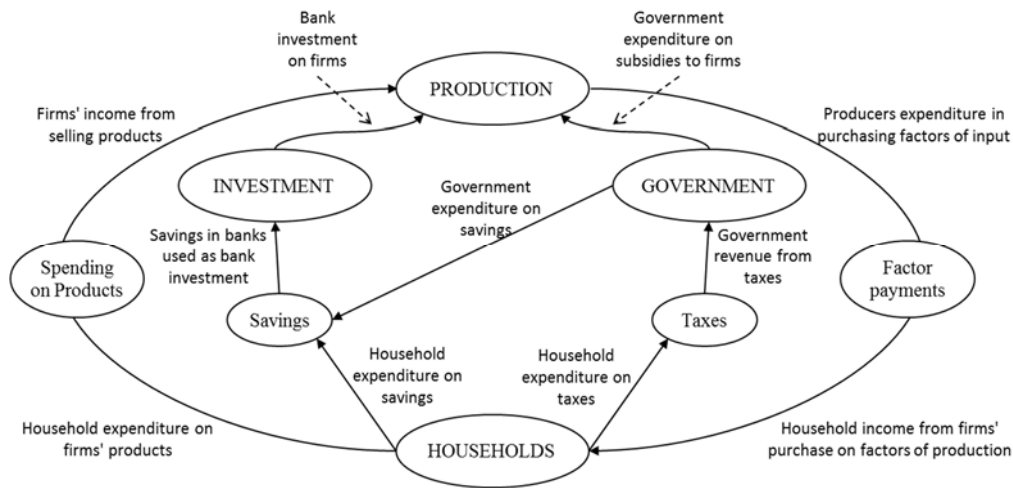 Bank
investment
on firms
Government
expenditure on
subsidies to firms
PRODUCTION
Firms' income from
selling products
Producers expenditure in
purchasing factors of input
INVESTMENT
Government
expenditure on
savings
GOVERNMENT
Savings in banks
used as bank
investment
Government
revenue from
taxes
Spending
on Products
Factor
payments
Savings
Taxes
Household
expenditure on
savings
Household
expenditure on
taxes
Household expenditure on
firms' products
HOUSEHOLDS
Household income from firms'
purchase on factors of production